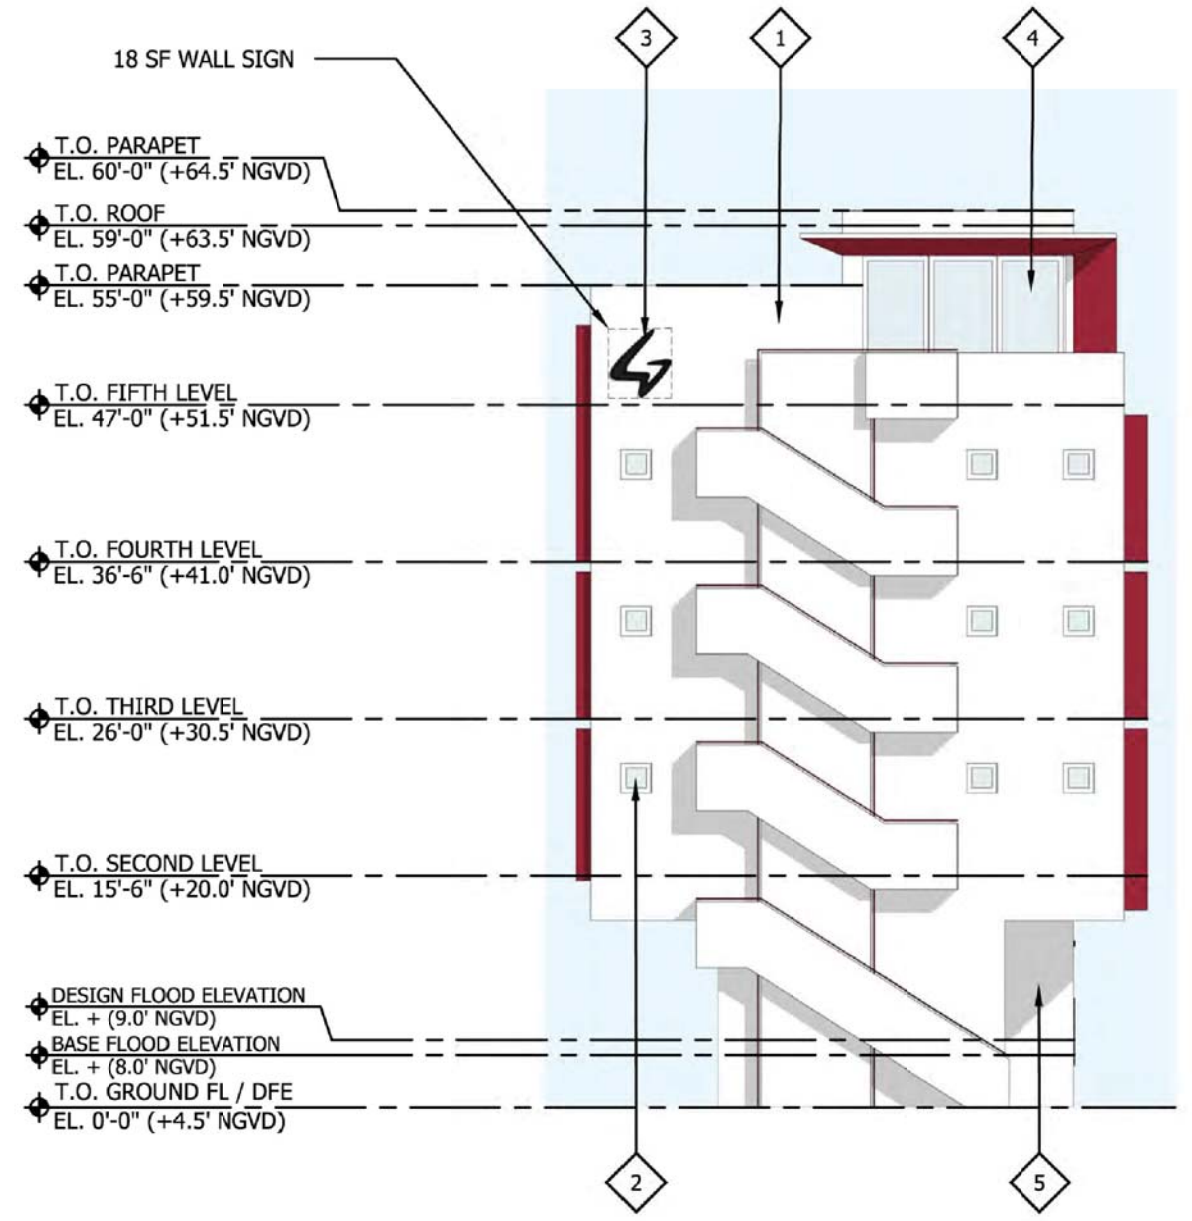 3
1
4
18 SF WALL SIGN
T.O. PARAPET
EL. 60'-0" (+64.5' NGVD)
T.O. ROOF
EL. 59'-0" (+63.5' NGVD)
T.O. PARAPET
EL. 55'-0" (+59.5' NGVD)
T.O. FIFTH LEVEL
EL. 47'-0" (+51.5' NGVD)
T.O. FOURTH LEVEL
EL. 36'-6" (+41.0' NGVD)
T.O. THIRD LEVEL
EL. 26'-0" (+30.5' NGVD)
T.O. SECOND LEVEL
EL. 15'-6" (+20.0' NGVD)
DESIGN FLOOD ELEVATION
EL. + (9.0' NGVD)
BASE FLOOD ELEVATION
EL. + (8.0' NGVD)
T.O. GROUND FL / DFE
EL. 0'-0" (+4.5' NGVD)
2
5